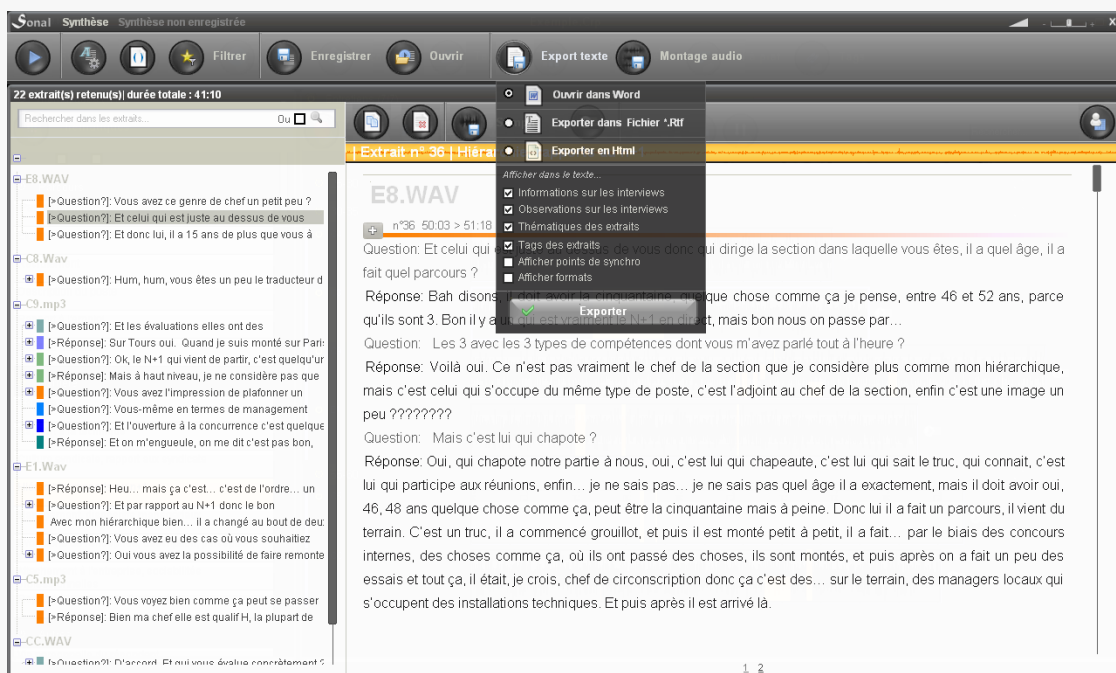 Sonal Synthèse Synthèse non enregistrée
X
Filtrer Enregistrer Ouvrir Export texte Montage audio
22 extrait(s) retenu(s)| durée totale : 41:10
Rechercher dans les extraits... Ou
E8.WAV
[>Question?]: Vous avez ce genre de chef un petit peu ?
[>Question?]: Et celui qui est juste au dessus de vous
[>Question?]: Et donc lui, il a 15 ans de plus que vous à
C8.Wav
[>Question?]: Hum, hum, vous êtes un peu le traducteur d
C9.mp3
[>Question?]: Et les évaluations elles ont des
[>Réponse]: Sur Tours oui. Quand je suis monté sur Paris
[>Question?]: Ok, le N+1 qui vient de partir, c'est quelqu'ur
[>Réponse]: Mais à haut niveau, je ne considère pas que
[>Question?]: Vous avez l'impression de plafonner un
[>Question?]: Vous-même en termes de management
[>Question?]: Et l'ouverture à la concurrence c'est quelque
[>Réponse]: Et on m'engueule, on me dit c'est pas bon,
E1.Wav
[>Réponse]: Heu… mais ça c'est… c'est de l'ordre… un
[>Question?]: Et par rapport au N+1 donc le bon
Avec mon hiérarchique bien… il a changé au bout de deu
[>Question?]: Vous avez eu des cas où vous souhaitiez
[>Question?]: Oui vous avez la possibilité de faire remonte
C5.mp3
[>Question?]: Vous voyez bien comme ça peut se passer
[>Réponse]: Bien ma chef elle est qualif H, la plupart de
CC.WAV
[>Question?]: D'accord. Et qui vous évalue concrètement ?
Ouvrir dans Word
Exporter dans Fichier *.Rtf
Exporter en Html
Afficher dans le texte...
Informations sur les interviews
Observations sur les interviews
Thématiques des extraits
Tags des extraits
Afficher points de synchro
Afficher formats
Exporter
| Extrait n° 36 | Hiérar
E8.WAV
n°36 50:03 > 51:18
Question: Et celui qui est juste au dessus de vous donc qui dirige la section dans laquelle vous êtes, il a quel âge, il a
fait quel parcours ?
Réponse: Bah disons, il doit avoir la cinquantaine, quelque chose comme ça je pense, entre 46 et 52 ans, parce
qu'ils sont 3. Bon il y a un qui est vraiment le N+1 en direct, mais bon nous on passe par…
Question: Les 3 avec les 3 types de compétences dont vous m'avez parlé tout à l'heure ?
Réponse: Voilà oui. Ce n'est pas vraiment le chef de la section que je considère plus comme mon hiérarchique,
mais c'est celui qui s'occupe du même type de poste, c'est l'adjoint au chef de la section, enfin c'est une image un
peu ????????
Question: Mais c'est lui qui chapote ?
Réponse: Oui, qui chapote notre partie à nous, oui, c'est lui qui chapeaute, c'est lui qui sait le truc, qui connait, c'est
lui qui participe aux réunions, enfin… je ne sais pas… je ne sais pas quel âge il a exactement, mais il doit avoir oui,
46, 48 ans quelque chose comme ça, peut être la cinquantaine mais à peine. Donc lui il a fait un parcours, il vient du
terrain. C'est un truc, il a commencé grouillot, et puis il est monté petit à petit, il a fait… par le biais des concours
internes, des choses comme ça, où ils ont passé des choses, ils sont montés, et puis après on a fait un peu des
essais et tout ça, il était, je crois, chef de circonscription donc ça c'est des… sur le terrain, des managers locaux qui
s'occupent des installations techniques. Et puis après il est arrivé là.
1 2